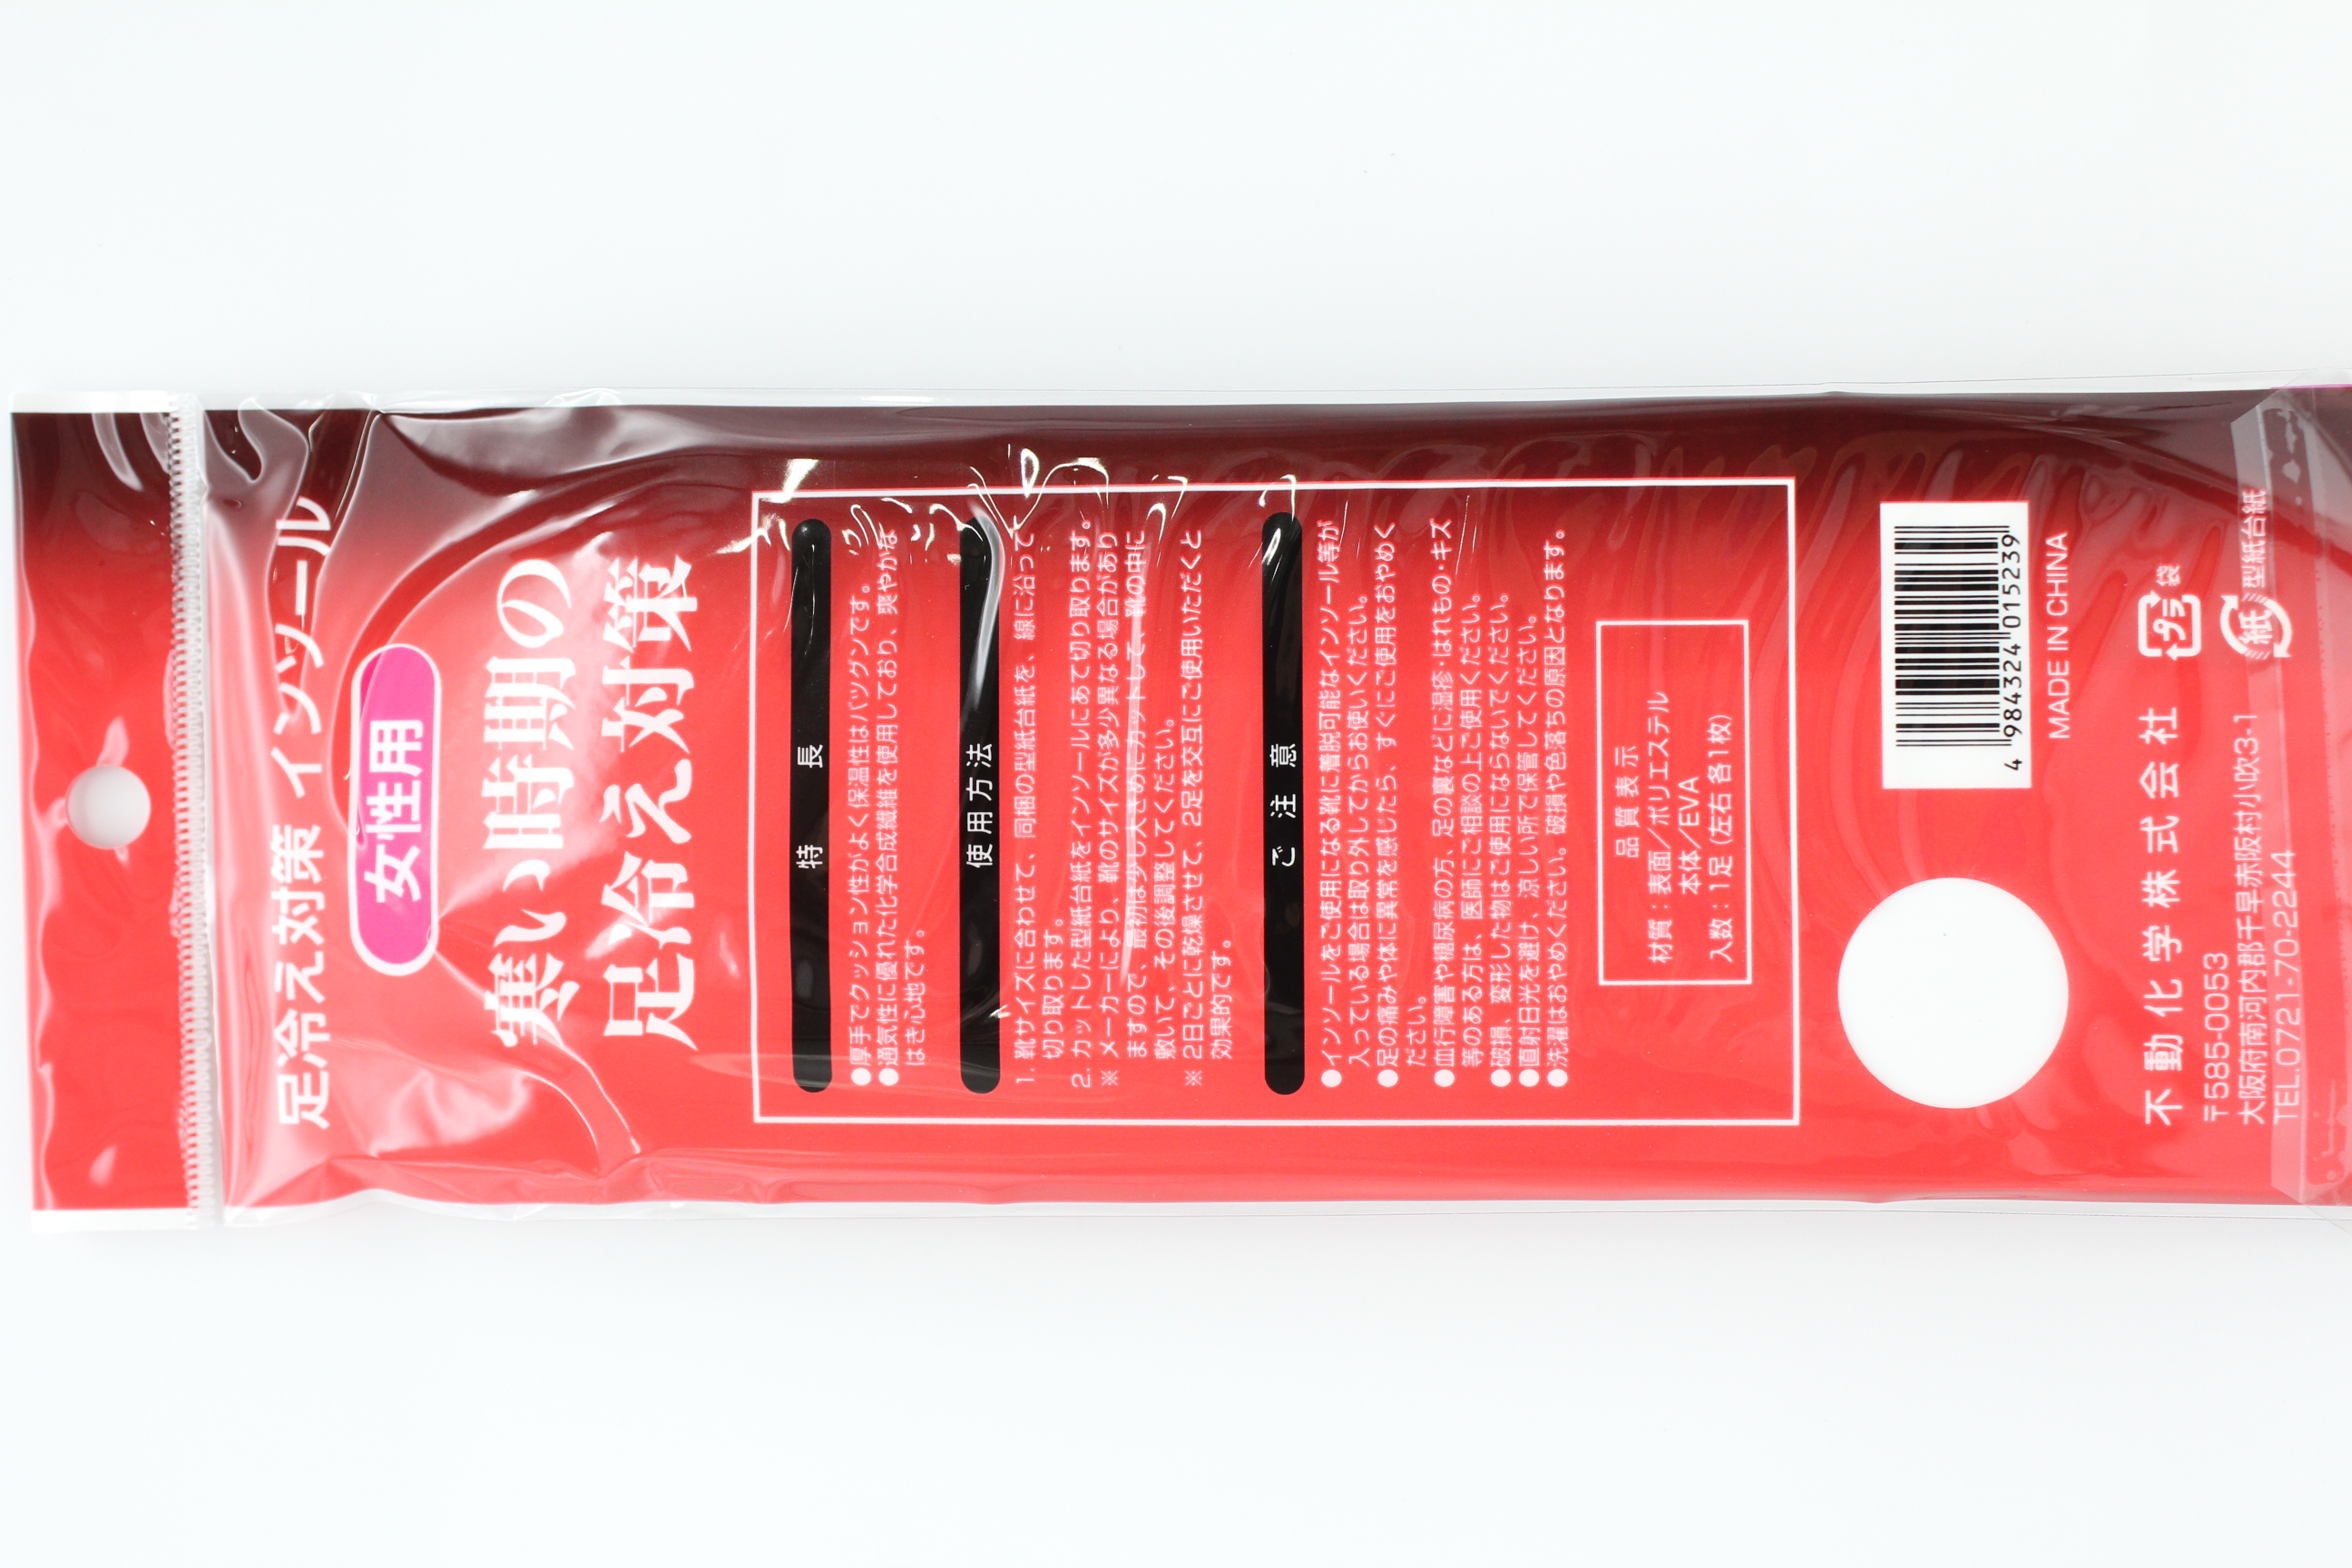 足冷え対策 インソール
女性用
寒い時期の
足冷え対策
特 長
●厚手でクッション性がよく保温性はバツグンです。
●通気性に優れた化学合成繊維を使用しており、爽やかな
はき心地です。
使用方法
1. 靴サイズに合わせて、同梱の型紙台紙を、線に沿って
切り取ります。
2. カットした型紙台紙をインソールにあて切り取ります。
※ メーカーにより、靴のサイズが多少異なる場合があり
ますので、最初は少し大きめにカットして、靴の中に
敷いて、その後調整してください。
※ 2日ごとに乾燥させて、2足を交互にご使用いただくと
効果的です。
ご 注 意
●インソールをご使用になる靴に着脱可能なインソール等が
入っている場合は取り外してからお使いください。
●足の痛みや体に異常を感じたら、すぐにご使用をおやめく
ださい。
●血行障害や糖尿病の方、足の裏などに湿疹・はれもの・キズ
等のある方は、医師にご相談の上ご使用ください。
●破損、変形した物はご使用にならないでください。
●直射日光を避け、涼しい所で保管してください。
●洗濯はおやめください。破損や色落ちの原因となります。
品質表示
材質:表面/ポリエステル
本体/EVA
入数:1足(左右 各1枚)
4 984324 015239
MADE IN CHINA
不動化学株式会社
〒585-0053
大阪府南河内郡千早赤阪村小吹3-1
TEL.0721-70-2244
プラ 袋
紙 型紙台紙